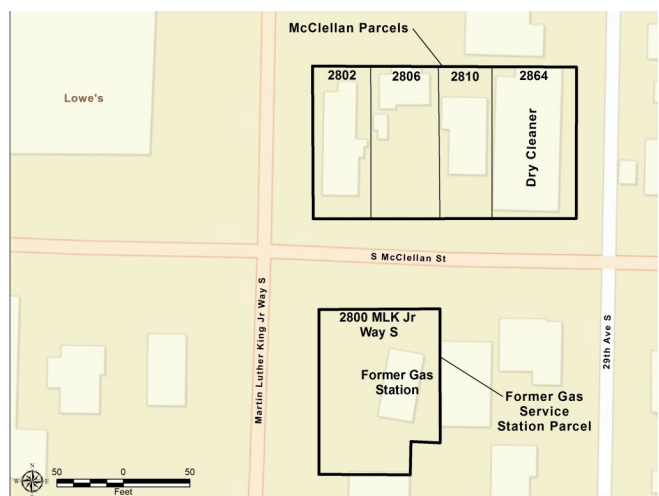 McClellan Parcels
2802 2806 2810 2864
Lowe's
Dry Cleaner
S McClellan St
Martin Luther King Jr Way S
29th Ave S
2800 MLK Jr
Way S
Former Gas
Station
Former Gas
Service
Station Parcel
N
W E
S
50 0 50
Feet